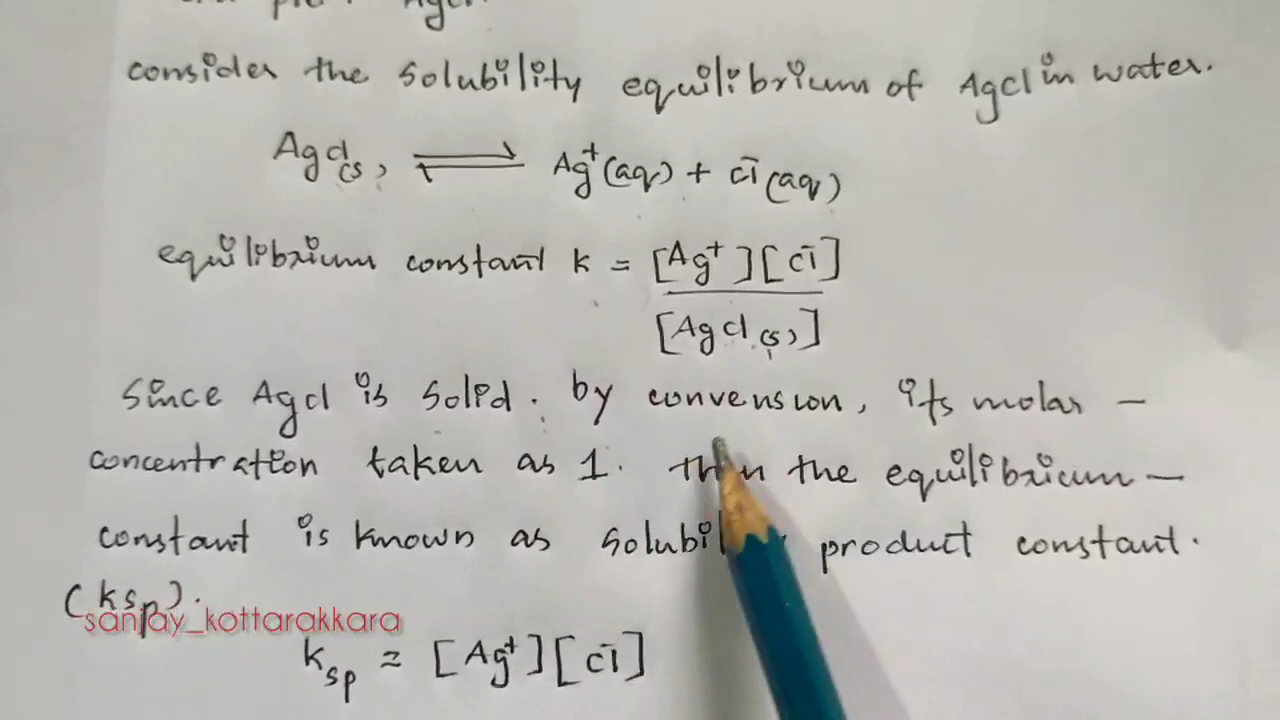 consider the solubility equilibrium of AgCl in water.
AgCl(s) ⇌ Ag⁺(aq) + Cl⁻(aq)
equilibrium constant k = [Ag⁺][Cl⁻]
[AgCl(s)]
Since AgCl is solid. by convension, its molar –
concentration taken as 1. then the equilibrium –
constant is known as solubility product constant.
(ksp).
sanjay_kottarakkara
ksp = [Ag⁺][Cl⁻]